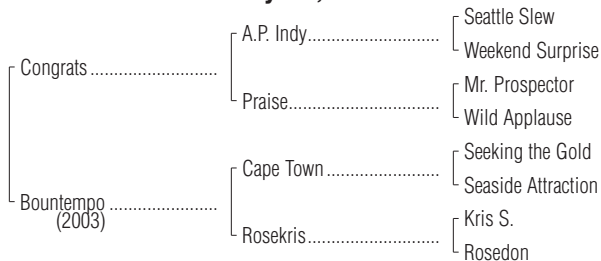 Seattle Slew
A.P. Indy
Weekend Surprise
Congrats
Mr. Prospector
Praise
Wild Applause
Seeking the Gold
Cape Town
Seaside Attraction
Bountempo
(2003)
Kris S.
Rosekris
Rosedon